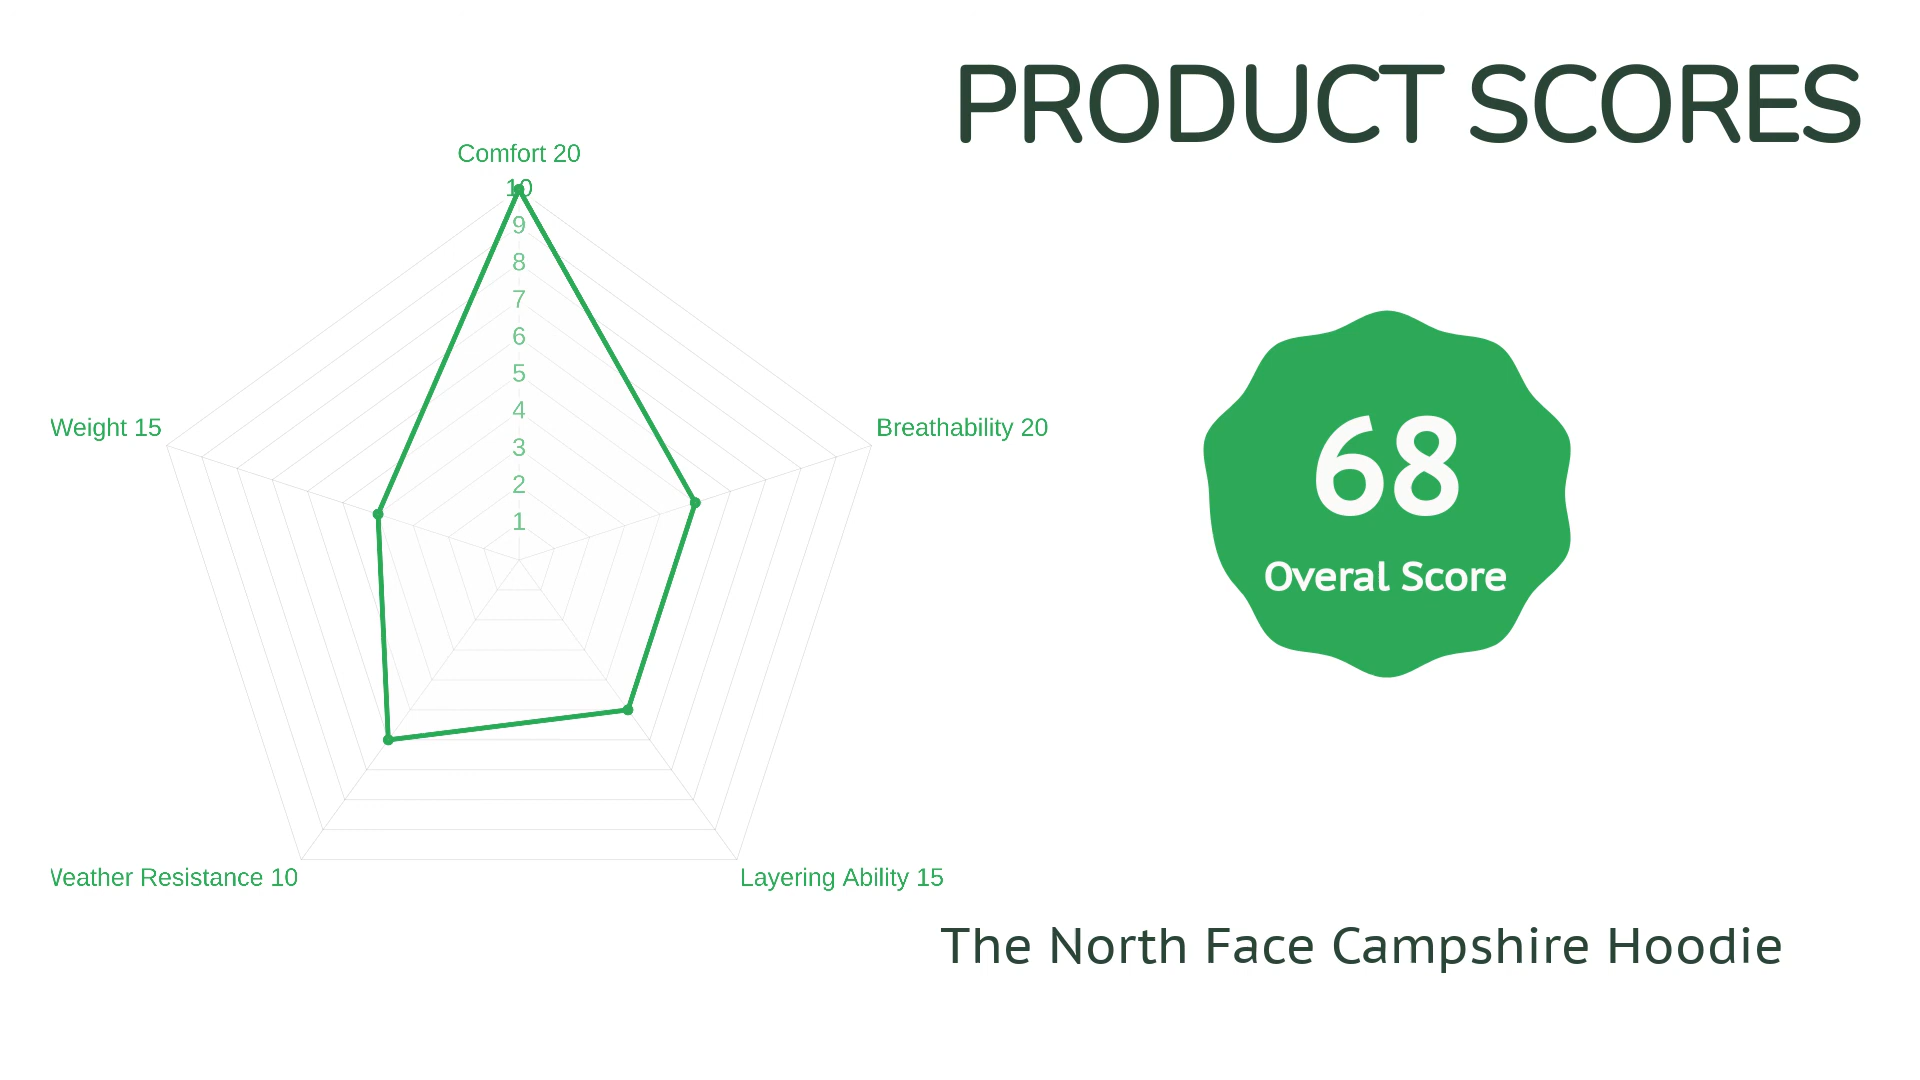 PRODUCT SCORES
Comfort 20
10
9
8
7
6
5
4
3
2
1
Weight 15
Breathability 20
68
Overal Score
Weather Resistance 10
Layering Ability 15
The North Face Campshire Hoodie